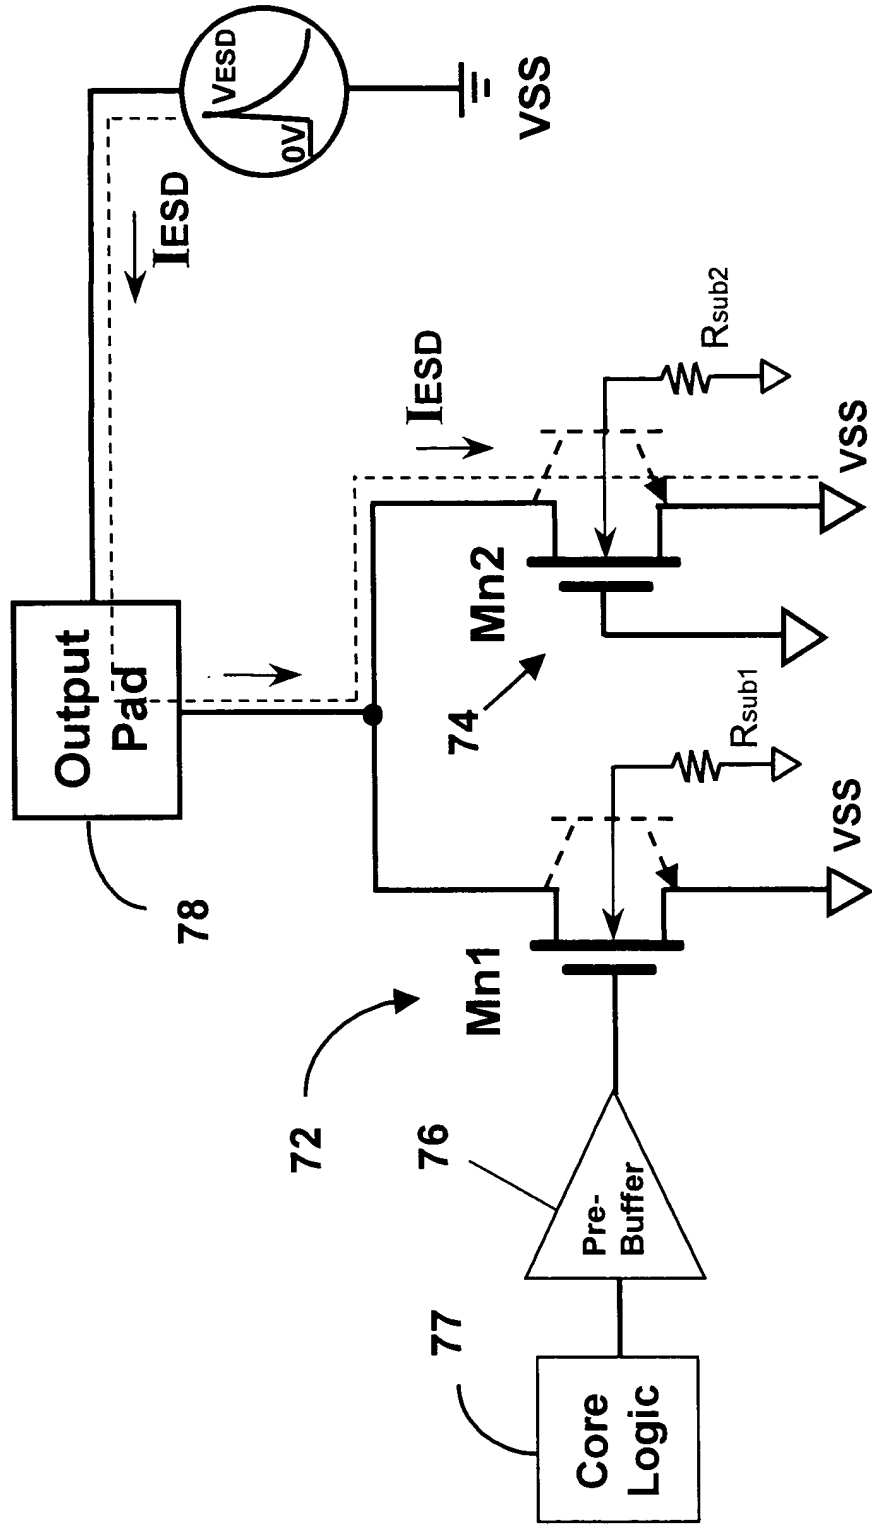 VESD
0V
VSS
IESD
Output
Pad
78
IESD
Mn2
74
Rsub2
VSS
72
Mn1
Rsub1
VSS
76
Pre-
Buffer
77
Core
Logic